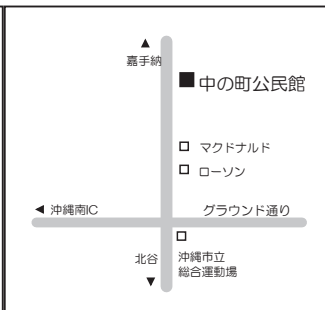 嘉手納
中の町公民館
マクドナルド
ローソン
沖縄南IC
グラウンド通り
北谷
沖縄市立
総合運動場